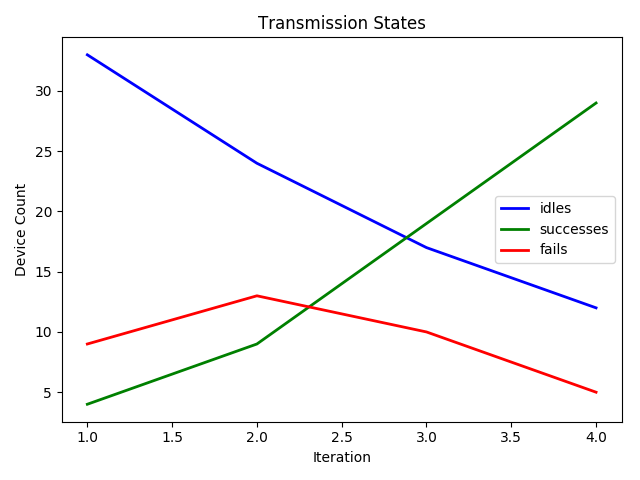 Transmission States
30
25
20
15
10
5
Device Count
idles
successes
fails
1.0 1.5 2.0 2.5 3.0 3.5 4.0
Iteration